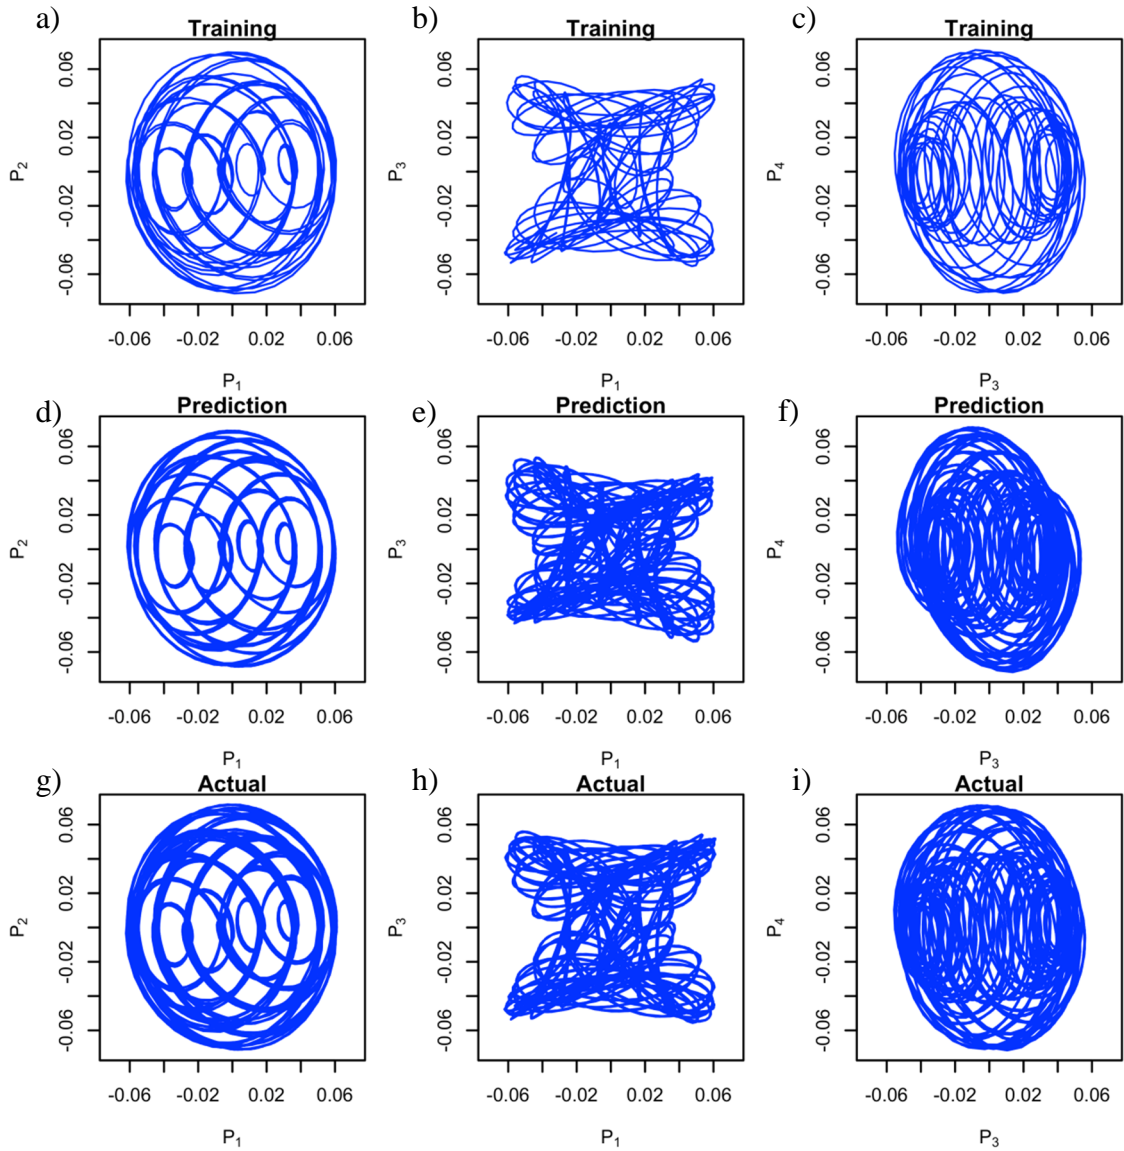 a) b) c)
Training Training Training
P2 P3 P4
0.06 0.06 0.06
0.02 0.02 0.02
-0.02 -0.02 -0.02
-0.06 -0.06 -0.06
-0.06 -0.02 0.02 0.06 -0.06 -0.02 0.02 0.06 -0.06 -0.02 0.02 0.06
P1 P1 P3
d) e) f)
Prediction Prediction Prediction
P2 P3 P4
0.06 0.06 0.06
0.02 0.02 0.02
-0.02 -0.02 -0.02
-0.06 -0.06 -0.06
-0.06 -0.02 0.02 0.06 -0.06 -0.02 0.02 0.06 -0.06 -0.02 0.02 0.06
P1 P1 P3
g) h) i)
Actual Actual Actual
P2 P3 P4
0.06 0.06 0.06
0.02 0.02 0.02
-0.02 -0.02 -0.02
-0.06 -0.06 -0.06
-0.06 -0.02 0.02 0.06 -0.06 -0.02 0.02 0.06 -0.06 -0.02 0.02 0.06
P1 P1 P3